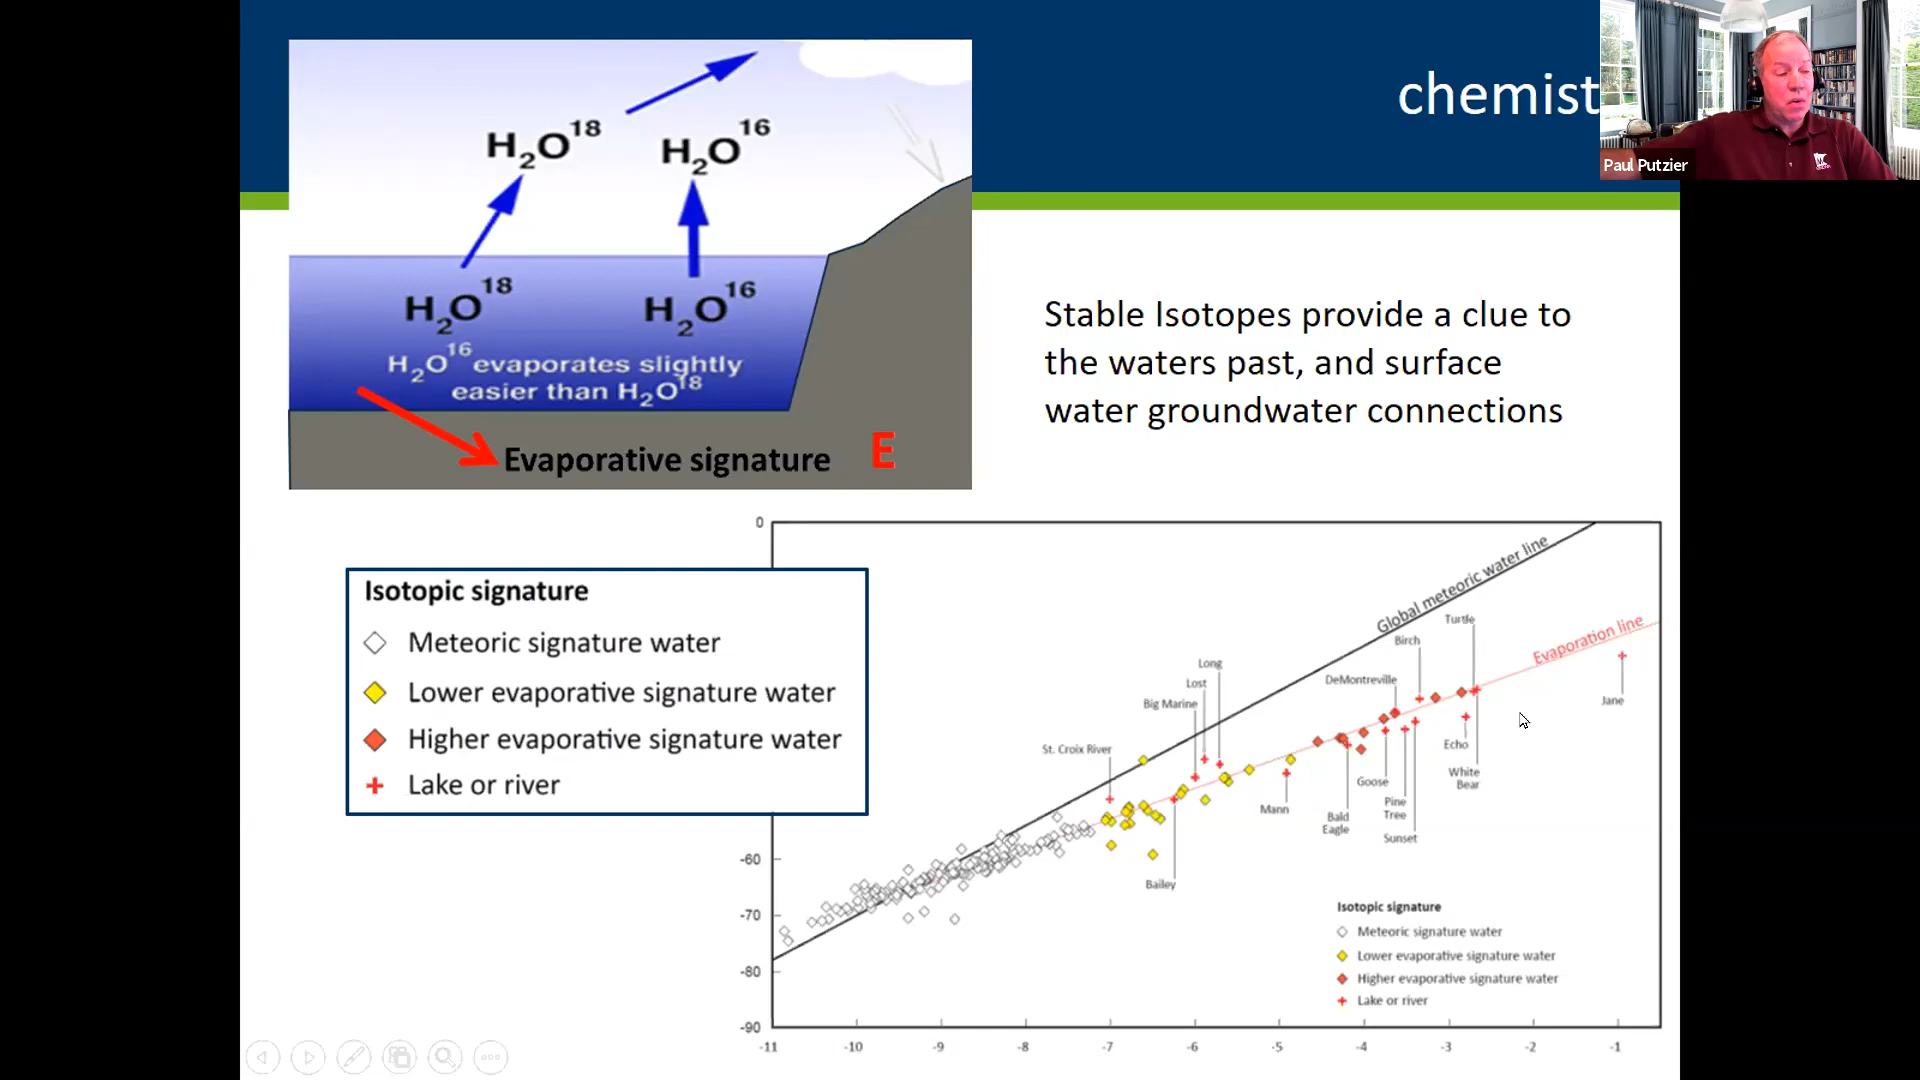 chemist
Paul Putzier
H2O18
H2O16
H2O18
H2O16
H2O16 evaporates slightly
easier than H2O18
Evaporative signature E
Stable Isotopes provide a clue to
the waters past, and surface
water groundwater connections
Isotopic signature
Meteoric signature water
Lower evaporative signature water
Higher evaporative signature water
Lake or river
0
-60
-70
-80
-90
Global meteoric water line
Evaporation line
Turtle
Birch
Long
DeMontreville
Lost
Big Marine
Jane
St. Croix River
Echo
White
Bear
Goose
Pine
Tree
Mann
Bald
Eagle
Sunset
Bailey
Isotopic signature
Meteoric signature water
Lower evaporative signature water
Higher evaporative signature water
Lake or river
-11 -10 -9 -8 -7 -6 -5 -4 -3 -2 -1